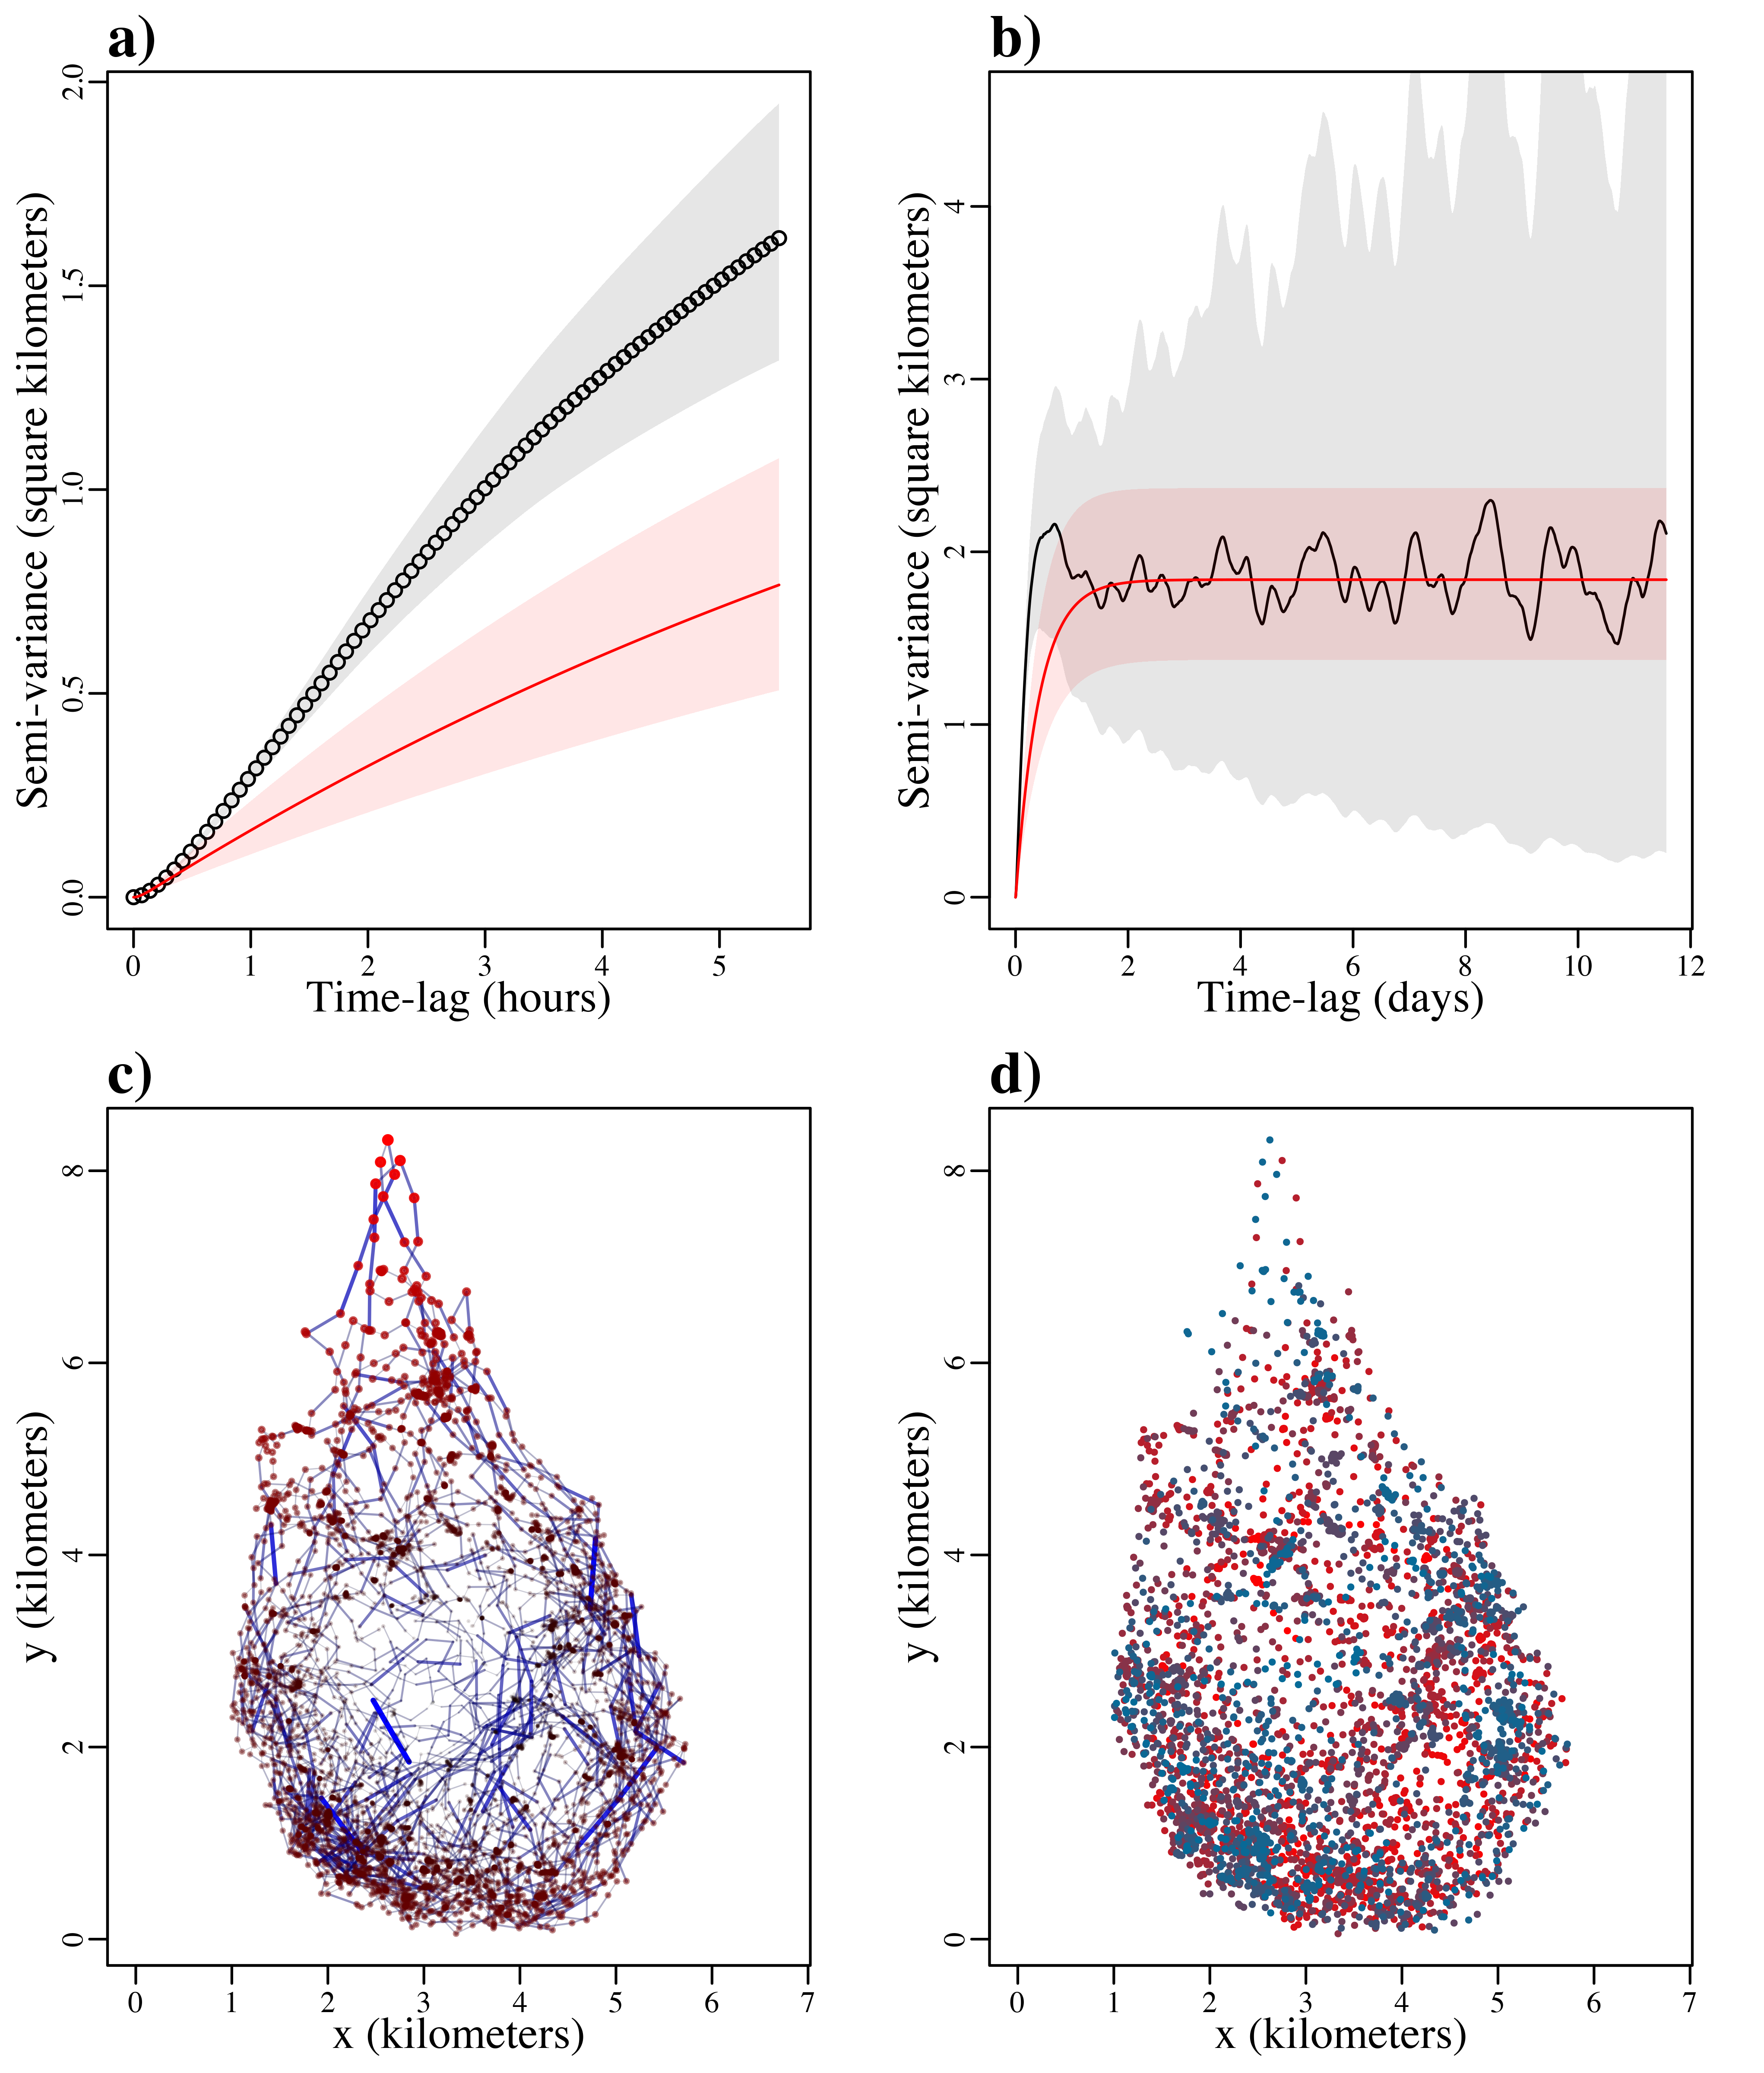 a)
Semi-variance (square kilometers)
2.0
1.5
1.0
0.5
0.0
0 1 2 3 4 5
Time-lag (hours)
b)
Semi-variance (square kilometers)
4
3
2
1
0
0 2 4 6 8 10 12
Time-lag (days)
c)
y (kilometers)
8
6
4
2
0
0 1 2 3 4 5 6 7
x (kilometers)
d)
y (kilometers)
8
6
4
2
0
0 1 2 3 4 5 6 7
x (kilometers)